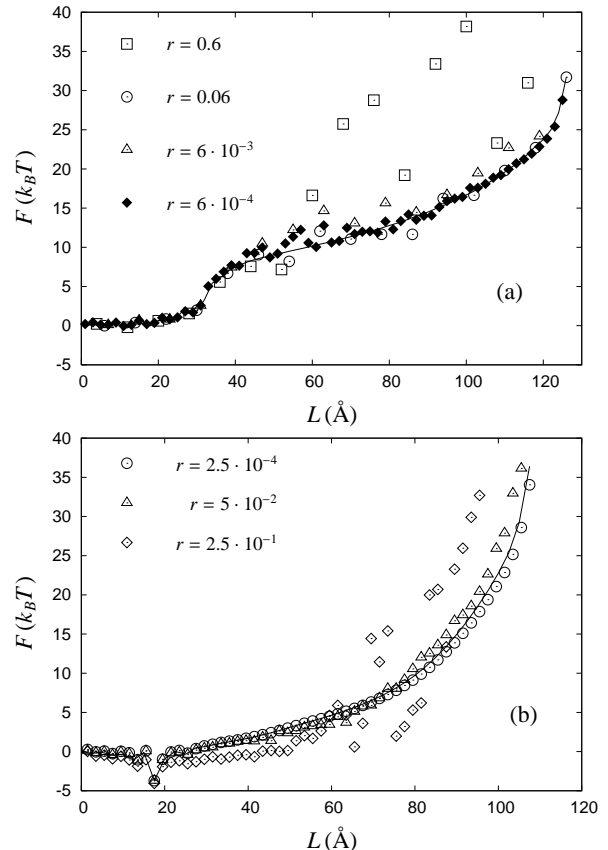 40
35
30
25
20
15
10
5
0
-5
F (k_BT)
r = 0.6
r = 0.06
r = 6 · 10⁻³
r = 6 · 10⁻⁴
(a)
0 20 40 60 80 100 120
L (Å)
40
35
30
25
20
15
10
5
0
-5
F (k_BT)
r = 2.5 · 10⁻⁴
r = 5 · 10⁻²
r = 2.5 · 10⁻¹
(b)
0 20 40 60 80 100 120
L (Å)